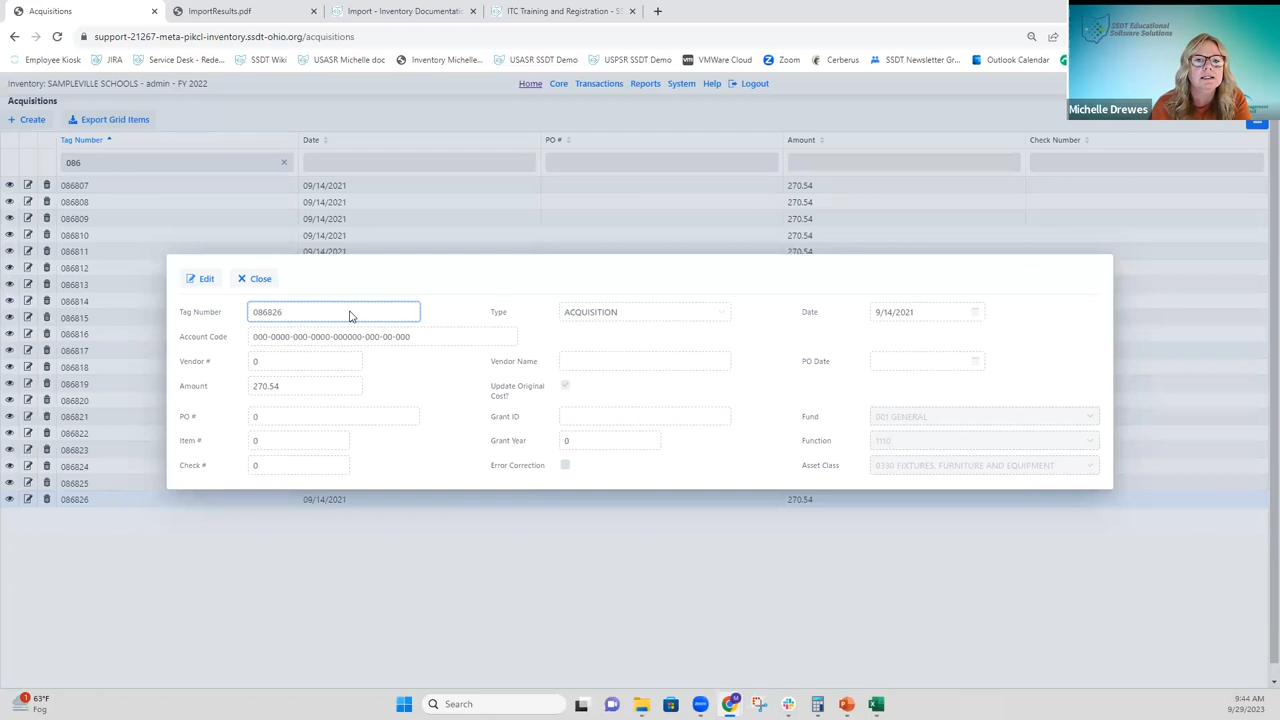 Acquisitions
ImportResults.pdf
Import - Inventory Documentati
ITC Training and Registration - SS
support-21267-meta-pikcl-inventory.ssdt-ohio.org/acquisitions
Employee Kiosk
JIRA
Service Desk - Rede...
SSDT Wiki
USASR Michelle doc
Inventory Michelle...
USASR SSDT Demo
USPSR SSDT Demo
VMWare Cloud
Zoom
Cerberus
SSDT Newsletter Gr...
Outlook Calendar
SSDT Educational
Software Solutions
Michelle Drewes
Inventory: SAMPLEVILLE SCHOOLS - admin - FY 2022
Home Core Transactions Reports System Help Logout
Acquisitions
+ Create Export Grid Items
Tag Number Date PO # Amount Check Number
086
086807 09/14/2021 270.54
086808 09/14/2021 270.54
086809 09/14/2021 270.54
086810 09/14/2021 270.54
086811 09/14/2021 270.54
086812
086813
086814
086815
086816
086817
086818
086819
086820
086821
086822
086823
086824
086825
086826 09/14/2021 270.54
Edit Close
Tag Number 086826 Type ACQUISITION Date 9/14/2021
Account Code 000-0000-000-0000-000000-000-00-000
Vendor # 0 Vendor Name PO Date
Amount 270.54 Update Original Cost?
PO # 0 Grant ID Fund 001 GENERAL
Item # 0 Grant Year 0 Function 1110
Check # 0 Error Correction Asset Class 0330 FIXTURES, FURNITURE AND EQUIPMENT
1
63°F
Fog
Search
M
9:44 AM
9/29/2023